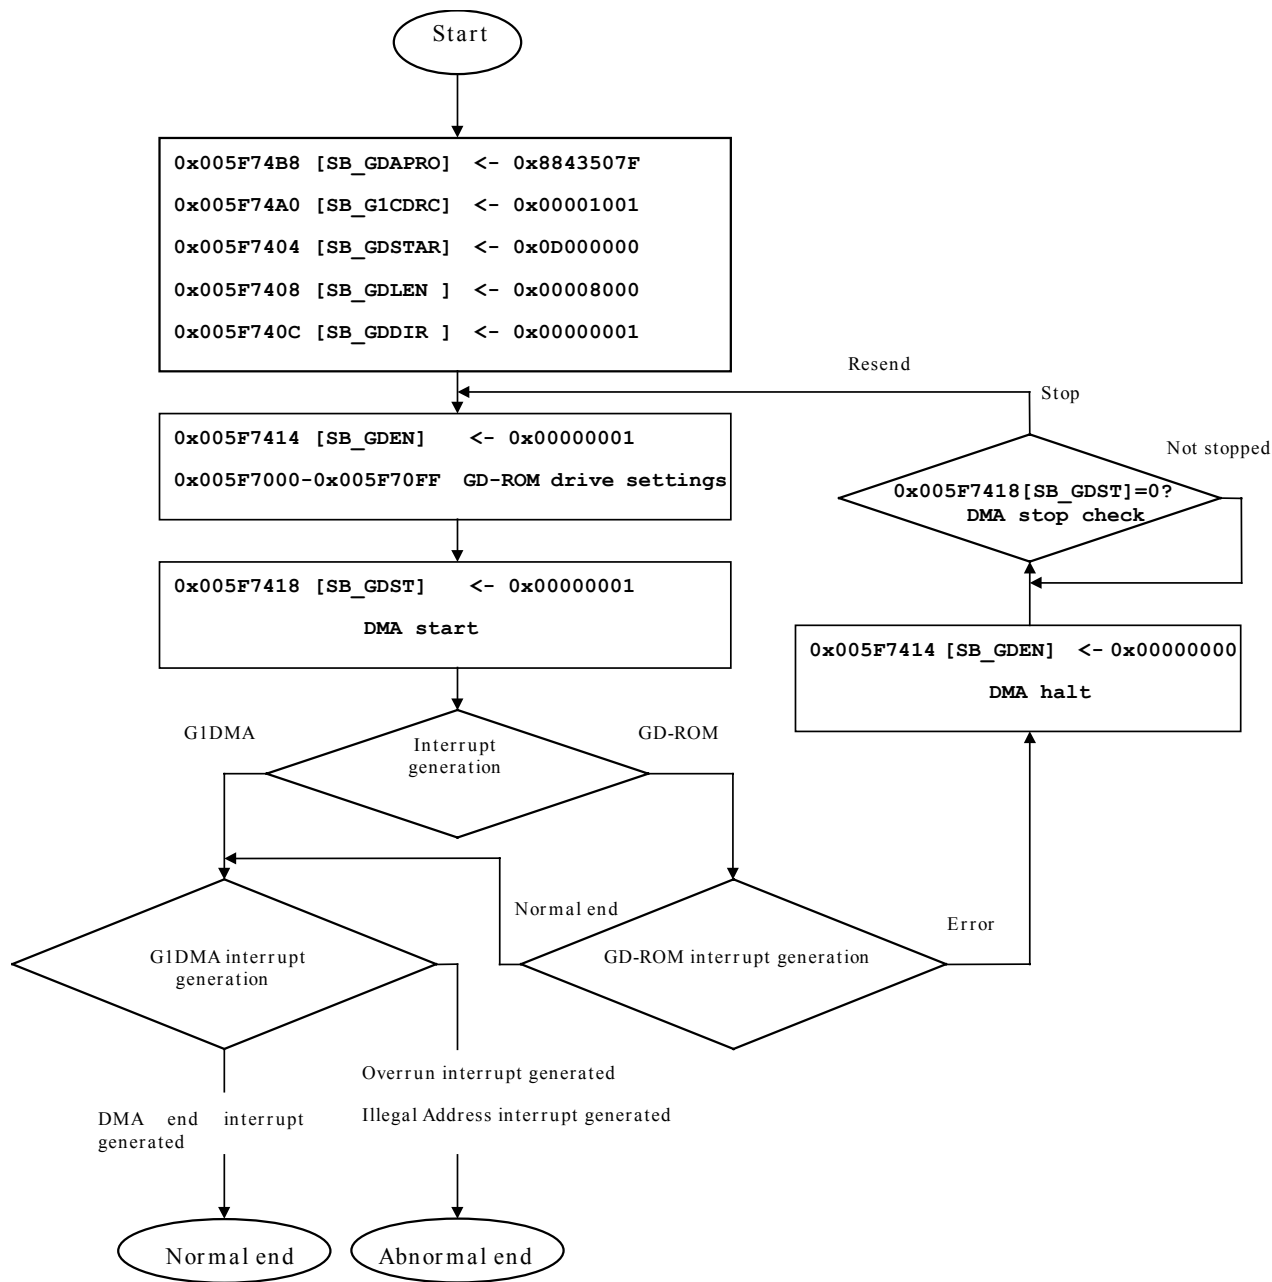 Start
0x005F74B8 [SB_GDAPRO] <- 0x8843507F
0x005F74A0 [SB_G1CDRC] <- 0x00001001
0x005F7404 [SB_GDSTAR] <- 0x0D000000
0x005F7408 [SB_GDLEN ] <- 0x00008000
0x005F740C [SB_GDDIR ] <- 0x00000001
Resend
Stop
0x005F7414 [SB_GDEN] <- 0x00000001
0x005F7000-0x005F70FF GD-ROM drive settings
Not stopped
0x005F7418[SB_GDST]=0?
DMA stop check
0x005F7418 [SB_GDST] <- 0x00000001
DMA start
0x005F7414 [SB_GDEN] <- 0x00000000
DMA halt
G1DMA
Interrupt
generation
GD-ROM
Normal end
Error
G1DMA interrupt
generation
GD-ROM interrupt generation
Overrun interrupt generated
Illegal Address interrupt generated
DMA end interrupt
generated
Normal end
Abnormal end